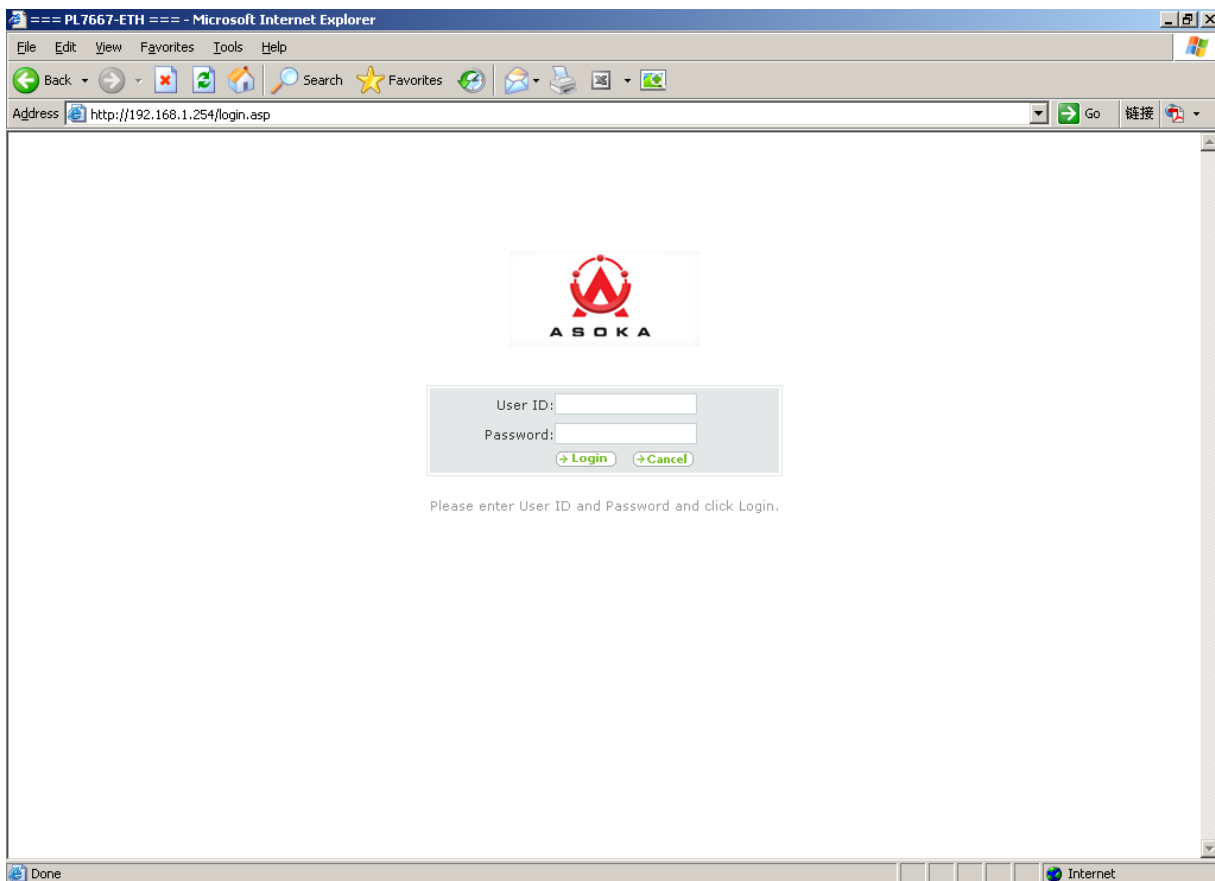 === PL7667-ETH === - Microsoft Internet Explorer
File Edit View Favorites Tools Help
Back Search Favorites
Address http://192.168.1.254/login.asp Go 链接
ASOKA
User ID:
Password:
Login Cancel
Please enter User ID and Password and click Login.
Done Internet